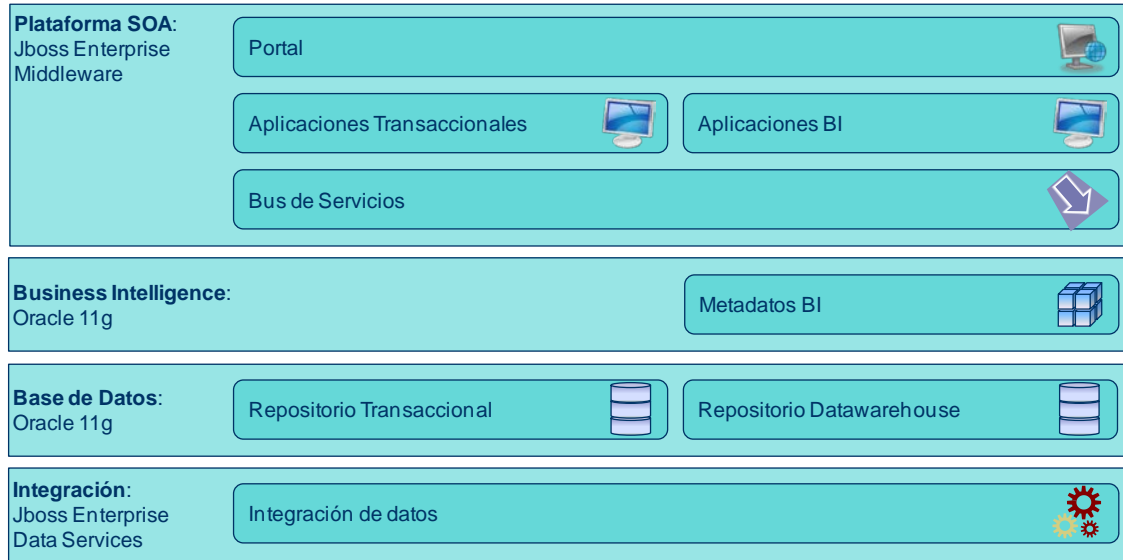 Plataforma SOA:
Jboss Enterprise
Middleware
Portal
Aplicaciones Transaccionales
Aplicaciones BI
Bus de Servicios
Business Intelligence:
Oracle 11g
Metadatos BI
Base de Datos:
Oracle 11g
Repositorio Transaccional
Repositorio Datawarehouse
Integración:
Jboss Enterprise
Data Services
Integración de datos